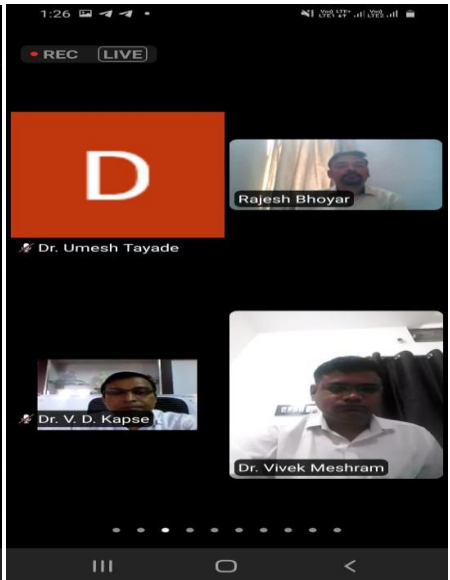 1:26
REC LIVE
D
Dr. Umesh Tayade
Rajesh Bhoyar
Dr. V. D. Kapse
Dr. Vivek Meshram